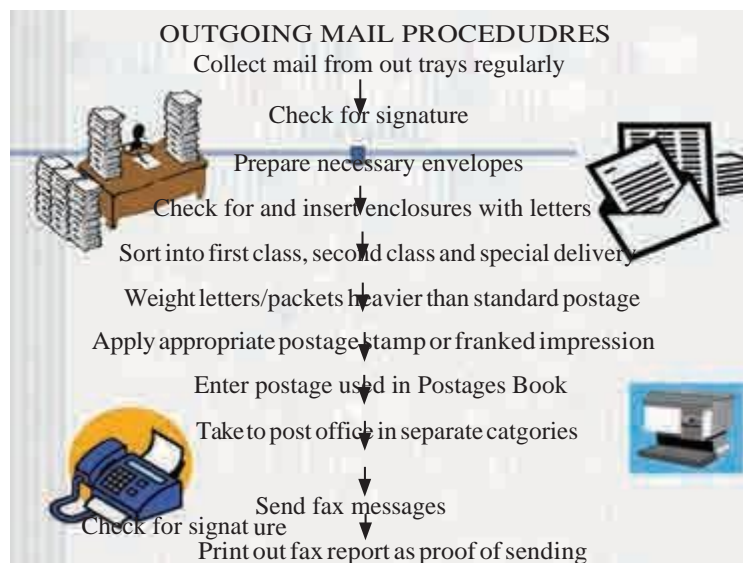 OUTGOING MAIL PROCEDUDRES
Collect mail from out trays regularly
Check for signature
Prepare necessary envelopes
Check for and insert enclosures with letters
Sort into first class, second class and special delivery
Weight letters/packets heavier than standard postage
Apply appropriate postage stamp or franked impression
Enter postage used in Postages Book
Take to post office in separate catgories
Send fax messages
Check for signat ure
Print out fax report as proof of sending